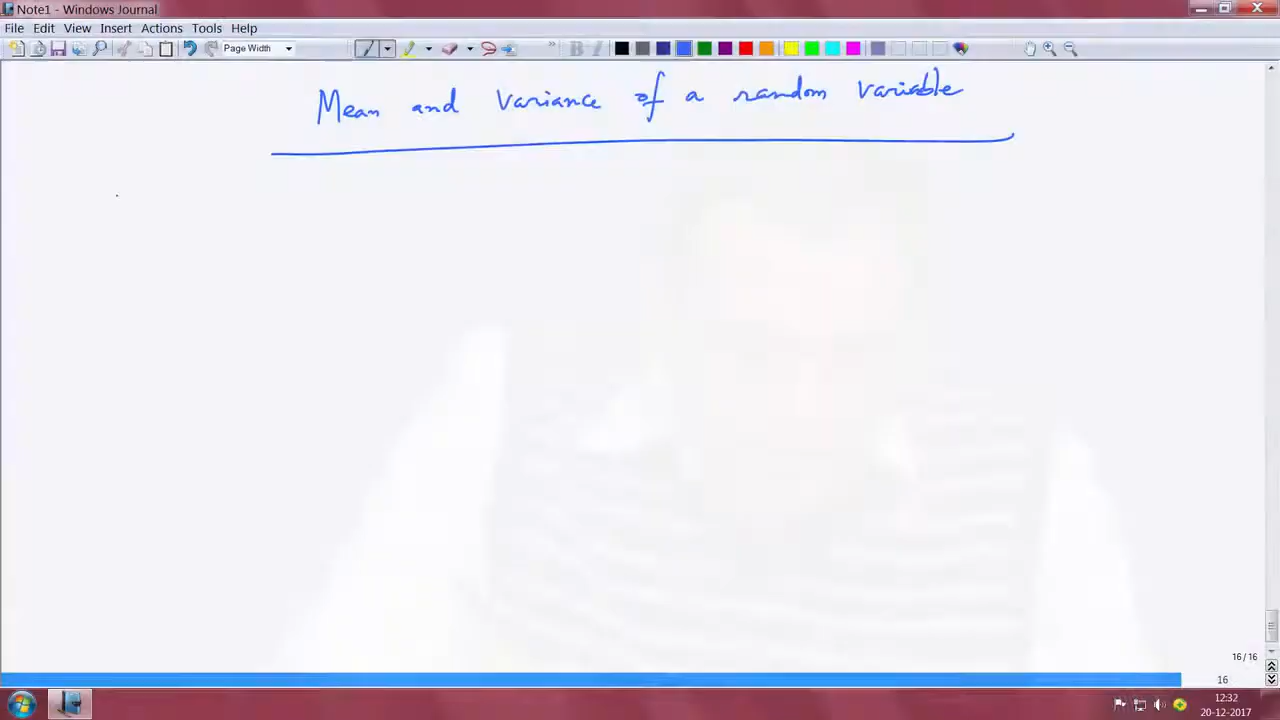 Note1 - Windows Journal
File Edit View Insert Actions Tools Help
Page Width
Mean and Variance of a random variable
16/16
16
12:32
20-12-2017